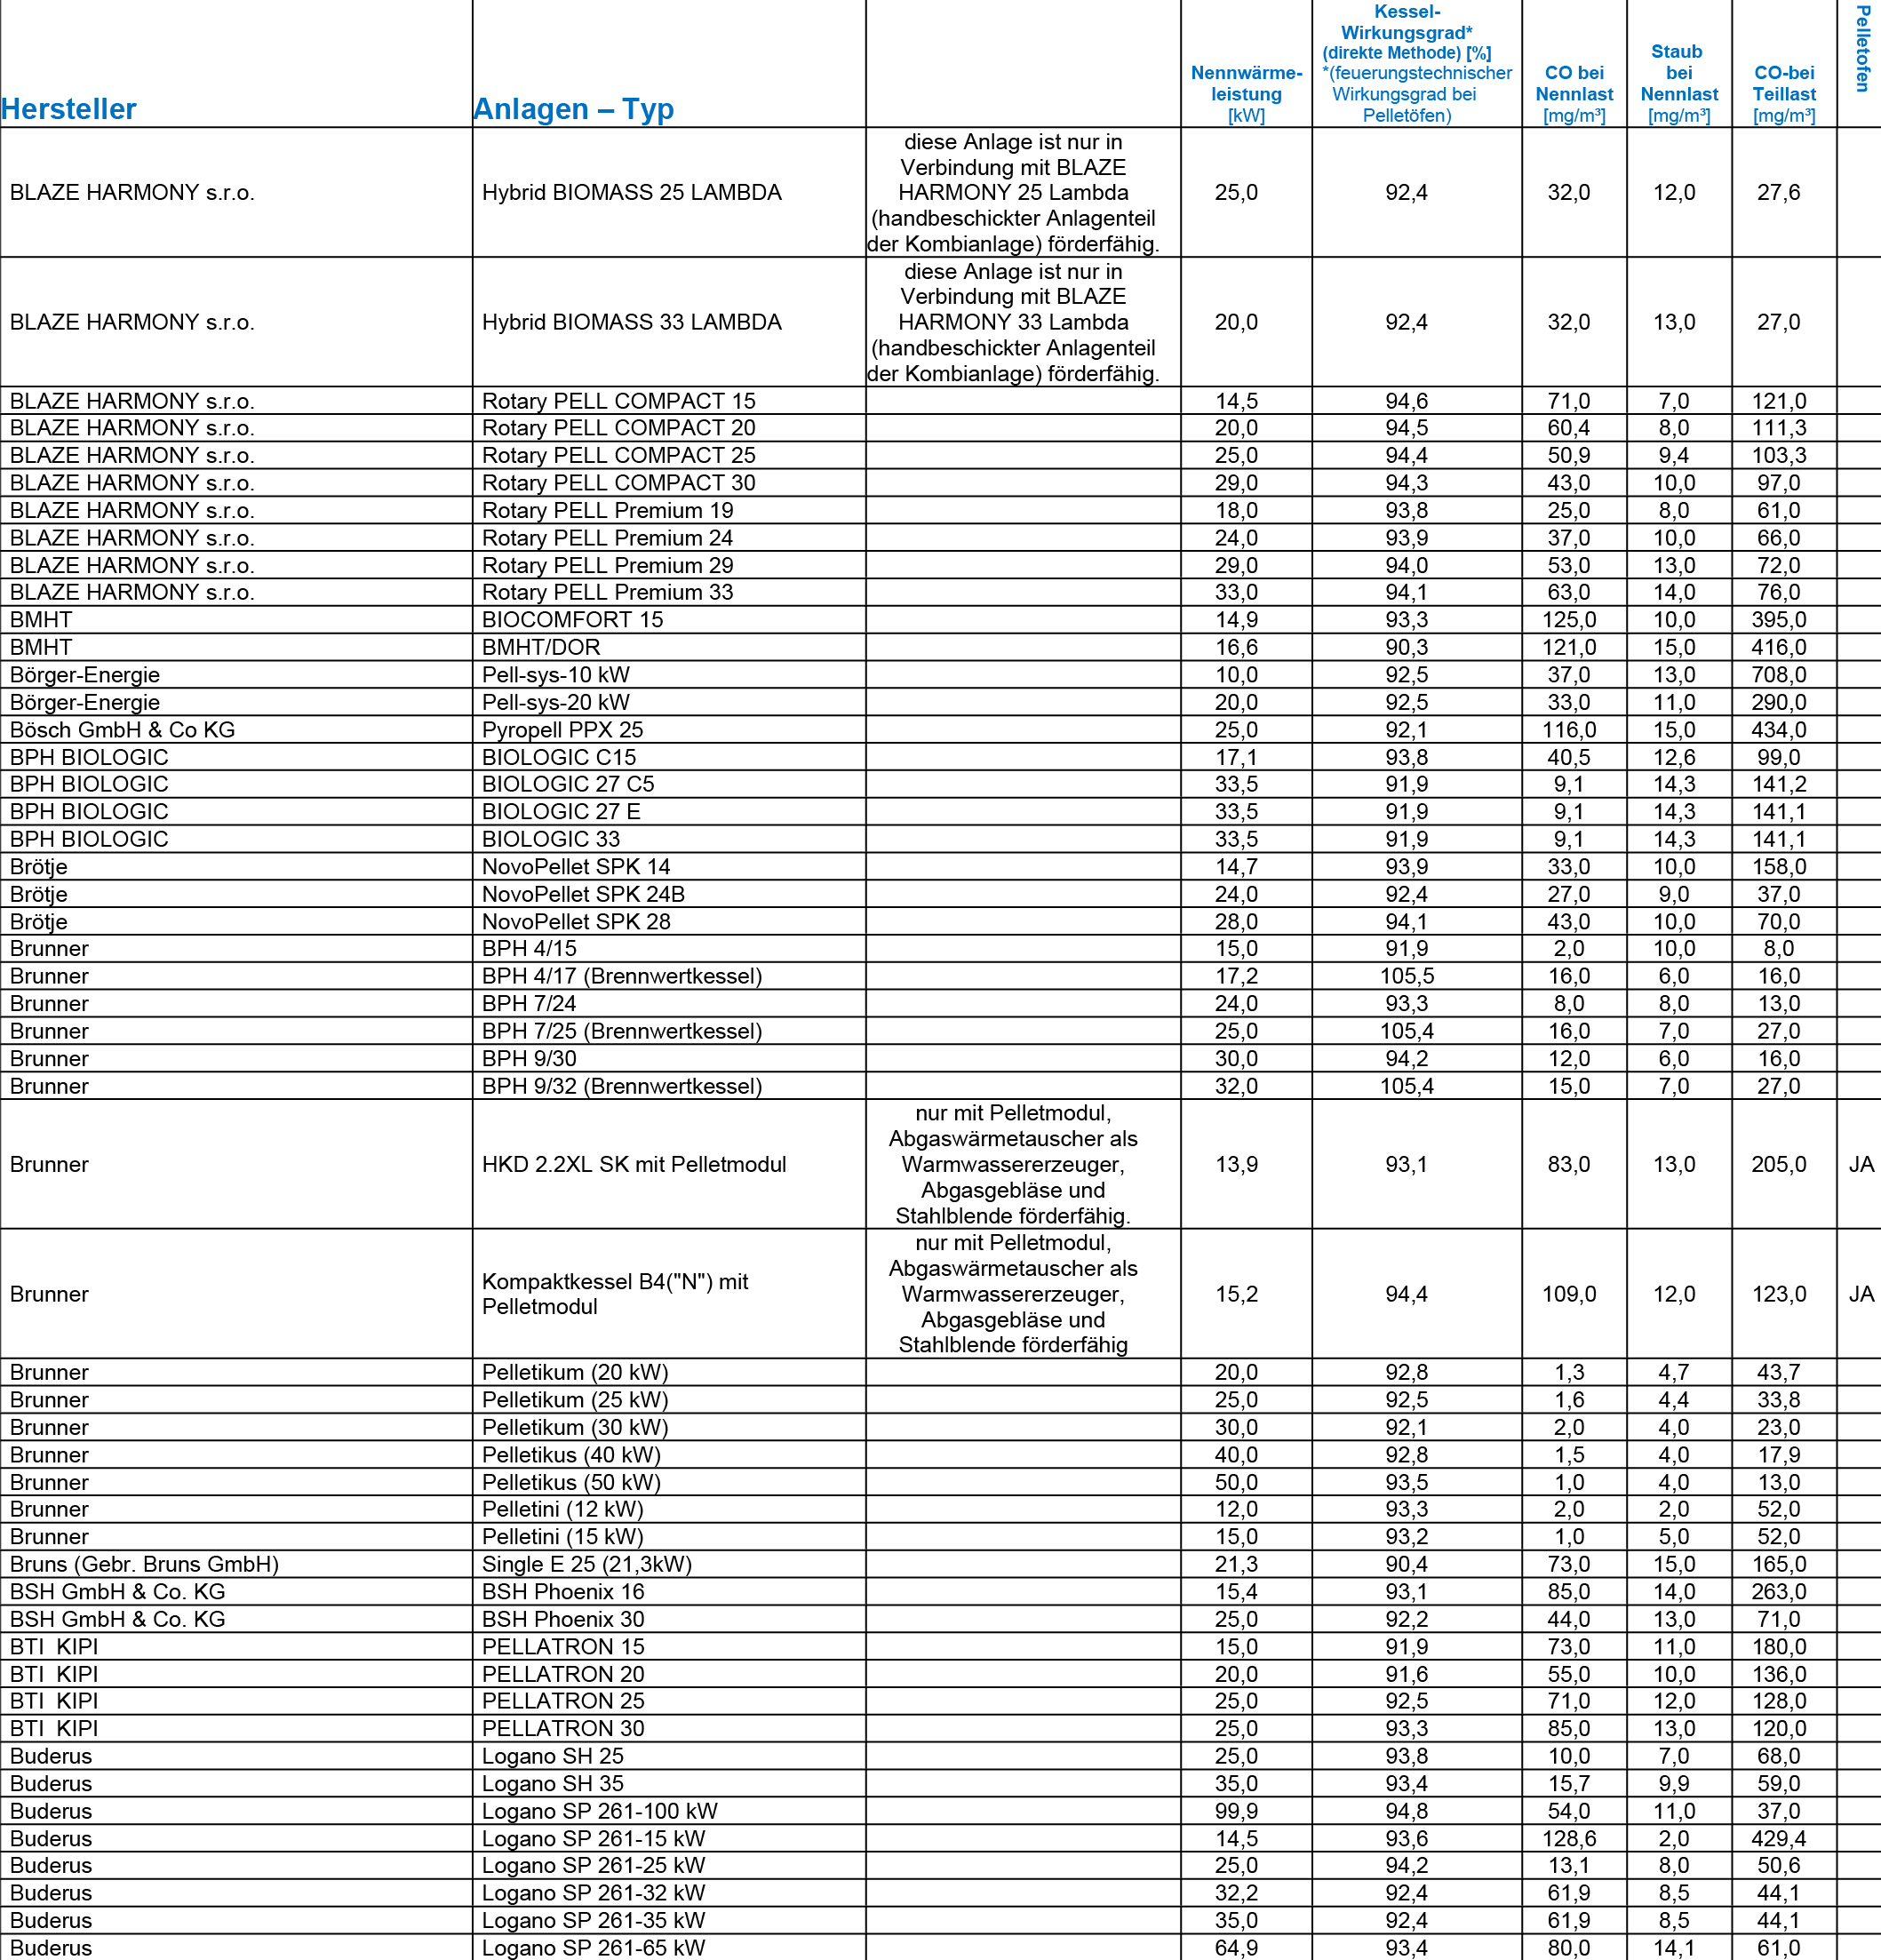 Hersteller Anlagen – Typ Nennwärme-leistung [kW] Kessel-Wirkungsgrad* (direkte Methode) [%] *(feuerungstechnischer Wirkungsgrad bei Pelletöfen) CO bei Nennlast [mg/m³] Staub bei Nennlast [mg/m³] CO-bei Teillast [mg/m³] Pelletofen
BLAZE HARMONY s.r.o. Hybrid BIOMASS 25 LAMBDA diese Anlage ist nur in Verbindung mit BLAZE HARMONY 25 Lambda (handbeschickter Anlagenteil der Kombianlage) förderfähig. 25,0 92,4 32,0 12,0 27,6
BLAZE HARMONY s.r.o. Hybrid BIOMASS 33 LAMBDA diese Anlage ist nur in Verbindung mit BLAZE HARMONY 33 Lambda (handbeschickter Anlagenteil der Kombianlage) förderfähig. 20,0 92,4 32,0 13,0 27,0
BLAZE HARMONY s.r.o. Rotary PELL COMPACT 15 14,5 94,6 71,0 7,0 121,0
BLAZE HARMONY s.r.o. Rotary PELL COMPACT 20 20,0 94,5 60,4 8,0 111,3
BLAZE HARMONY s.r.o. Rotary PELL COMPACT 25 25,0 94,4 50,9 9,4 103,3
BLAZE HARMONY s.r.o. Rotary PELL COMPACT 30 29,0 94,3 43,0 10,0 97,0
BLAZE HARMONY s.r.o. Rotary PELL Premium 19 18,0 93,8 25,0 8,0 61,0
BLAZE HARMONY s.r.o. Rotary PELL Premium 24 24,0 93,9 37,0 10,0 66,0
BLAZE HARMONY s.r.o. Rotary PELL Premium 29 29,0 94,0 53,0 13,0 72,0
BLAZE HARMONY s.r.o. Rotary PELL Premium 33 33,0 94,1 63,0 14,0 76,0
BMHT BIOCOMFORT 15 14,9 93,3 125,0 10,0 395,0
BMHT BMHT/DOR 16,6 90,3 121,0 15,0 416,0
Börger-Energie Pell-sys-10 kW 10,0 92,5 37,0 13,0 708,0
Börger-Energie Pell-sys-20 kW 20,0 92,5 33,0 11,0 290,0
Bösch GmbH & Co KG Pyropell PPX 25 25,0 92,1 116,0 15,0 434,0
BPH BIOLOGIC BIOLOGIC C15 17,1 93,8 40,5 12,6 99,0
BPH BIOLOGIC BIOLOGIC 27 C5 33,5 91,9 9,1 14,3 141,2
BPH BIOLOGIC BIOLOGIC 27 E 33,5 91,9 9,1 14,3 141,1
BPH BIOLOGIC BIOLOGIC 33 33,5 91,9 9,1 14,3 141,1
Brötje NovoPellet SPK 14 14,7 93,9 33,0 10,0 158,0
Brötje NovoPellet SPK 24B 24,0 92,4 27,0 9,0 37,0
Brötje NovoPellet SPK 28 28,0 94,1 43,0 10,0 70,0
Brunner BPH 4/15 15,0 91,9 2,0 10,0 8,0
Brunner BPH 4/17 (Brennwertkessel) 17,2 105,5 16,0 6,0 16,0
Brunner BPH 7/24 24,0 93,3 8,0 8,0 13,0
Brunner BPH 7/25 (Brennwertkessel) 25,0 105,4 16,0 7,0 27,0
Brunner BPH 9/30 30,0 94,2 12,0 6,0 16,0
Brunner BPH 9/32 (Brennwertkessel) 32,0 105,4 15,0 7,0 27,0
Brunner HKD 2.2XL SK mit Pelletmodul nur mit Pelletmodul, Abgaswärmetauscher als Warmwassererzeuger, Abgasgebläse und Stahlblende förderfähig. 13,9 93,1 83,0 13,0 205,0 JA
Brunner Kompaktkessel B4("N") mit Pelletmodul nur mit Pelletmodul, Abgaswärmetauscher als Warmwassererzeuger, Abgasgebläse und Stahlblende förderfähig 15,2 94,4 109,0 12,0 123,0 JA
Brunner Pelletikum (20 kW) 20,0 92,8 1,3 4,7 43,7
Brunner Pelletikum (25 kW) 25,0 92,5 1,6 4,4 33,8
Brunner Pelletikum (30 kW) 30,0 92,1 2,0 4,0 23,0
Brunner Pelletikus (40 kW) 40,0 92,8 1,5 4,0 17,9
Brunner Pelletikus (50 kW) 50,0 93,5 1,0 4,0 13,0
Brunner Pelletini (12 kW) 12,0 93,3 2,0 2,0 52,0
Brunner Pelletini (15 kW) 15,0 93,2 1,0 5,0 52,0
Bruns (Gebr. Bruns GmbH) Single E 25 (21,3kW) 21,3 90,4 73,0 15,0 165,0
BSH GmbH & Co. KG BSH Phoenix 16 15,4 93,1 85,0 14,0 263,0
BSH GmbH & Co. KG BSH Phoenix 30 25,0 92,2 44,0 13,0 71,0
BTI KIPI PELLATRON 15 15,0 91,9 73,0 11,0 180,0
BTI KIPI PELLATRON 20 20,0 91,6 55,0 10,0 136,0
BTI KIPI PELLATRON 25 25,0 92,5 71,0 12,0 128,0
BTI KIPI PELLATRON 30 25,0 93,3 85,0 13,0 120,0
Buderus Logano SH 25 25,0 93,8 10,0 7,0 68,0
Buderus Logano SH 35 35,0 93,4 15,7 9,9 59,0
Buderus Logano SP 261-100 kW 99,9 94,8 54,0 11,0 37,0
Buderus Logano SP 261-15 kW 14,5 93,6 128,6 2,0 429,4
Buderus Logano SP 261-25 kW 25,0 94,2 13,1 8,0 50,6
Buderus Logano SP 261-32 kW 32,2 92,4 61,9 8,5 44,1
Buderus Logano SP 261-35 kW 35,0 92,4 61,9 8,5 44,1
Buderus Logano SP 261-65 kW 64,9 93,4 80,0 14,1 61,0